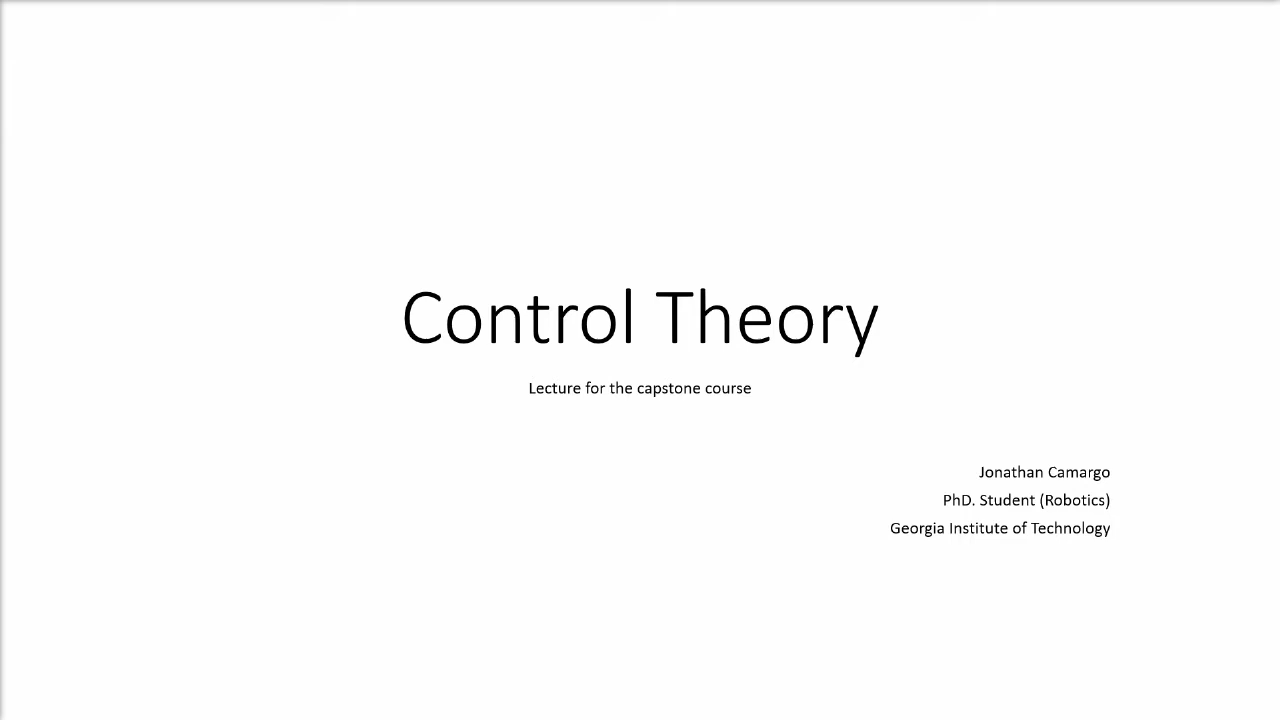 Control Theory
Lecture for the capstone course
Jonathan Camargo
PhD. Student (Robotics)
Georgia Institute of Technology